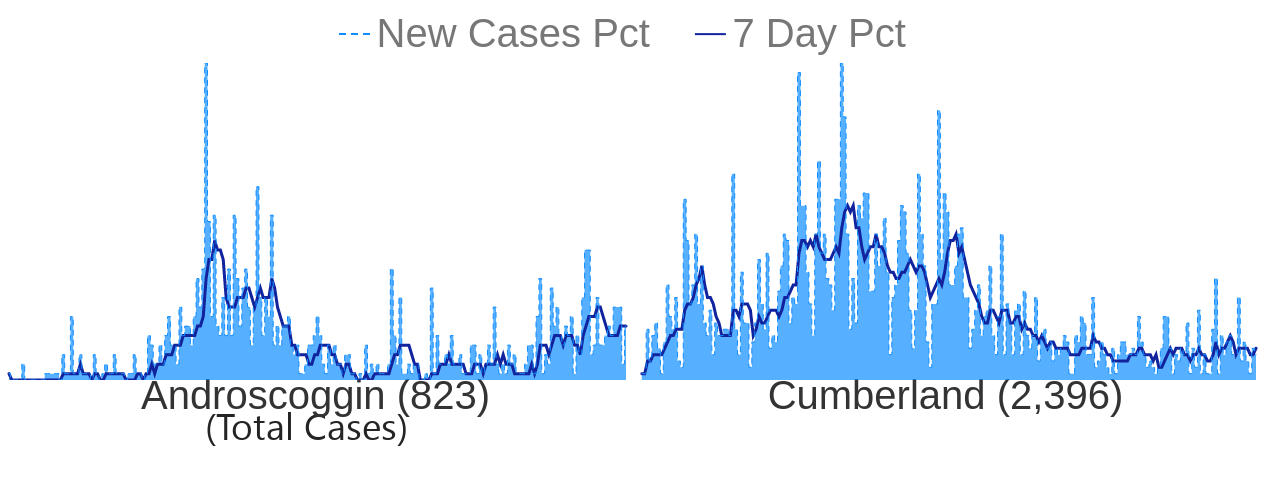 New Cases Pct 7 Day Pct
Androscoggin (823) Cumberland (2,396)
(Total Cases)